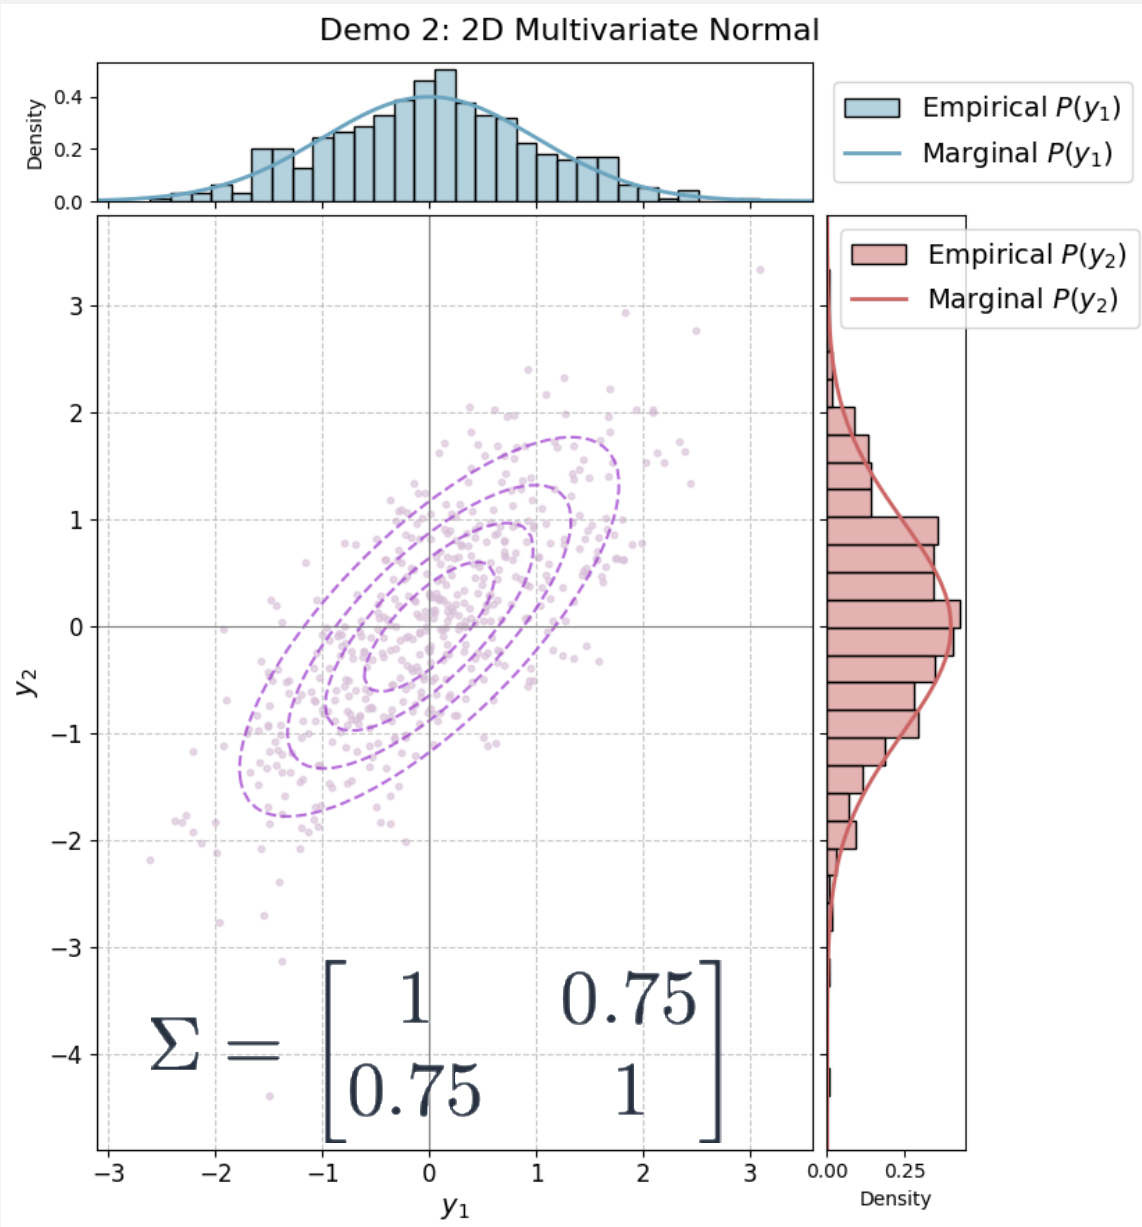 Demo 2: 2D Multivariate Normal
Density
0.4
0.2
0.0
Empirical P(y₁)
Marginal P(y₁)
Empirical P(y₂)
Marginal P(y₂)
y₂
3
2
1
0
−1
−2
−3
−4
Σ = [1 0.75
0.75 1]
−3 −2 −1 0 1 2 3
y₁
0.00 0.25
Density